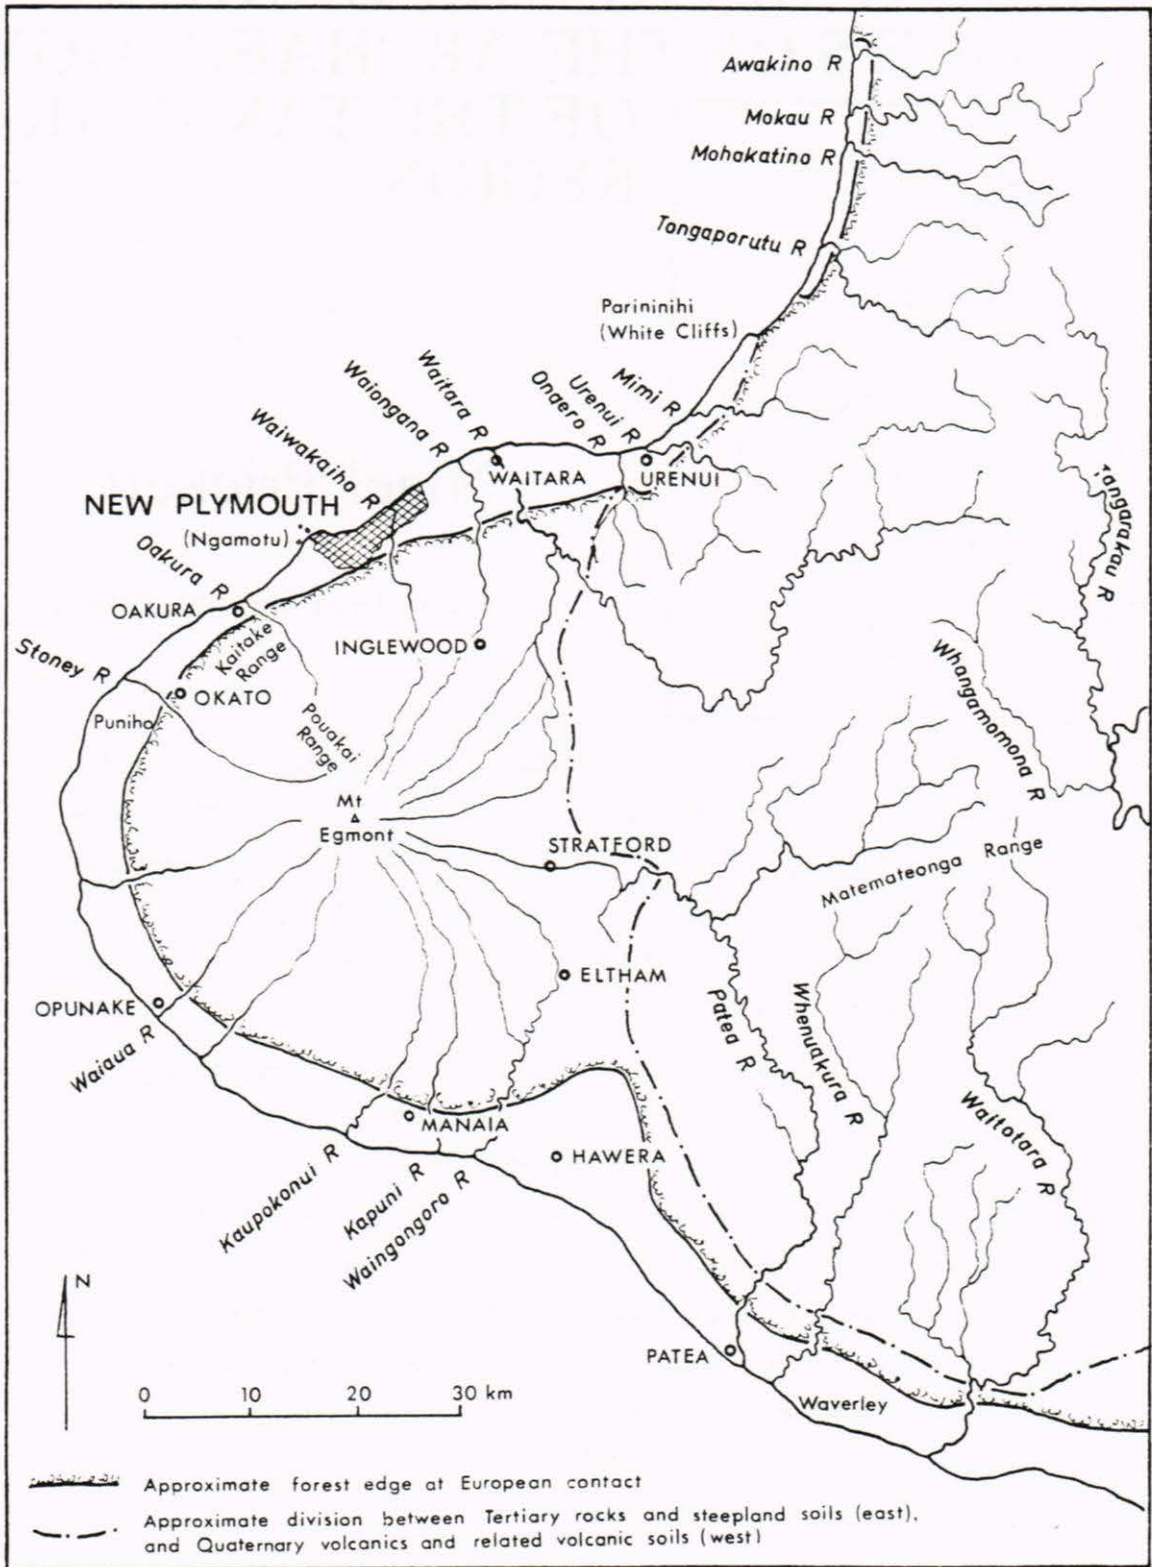 Awakino R
Mokau R
Mohakatino R
Tongaporutu R
Parininihi
(White Cliffs)
Mimi R
Urenui R
Onaero R
Waitara R
Waiongana R
Waiwakaiho R
WAITARA
URENUI
NEW PLYMOUTH
(Ngamotu)
Tangarakau R
Oakura R
OAKURA
Kaitake
Range
INGLEWOOD
Stoney R
OKATO
Whangamomona R
Puniho
Pouakai
Range
Mt
Egmont
STRATFORD
Matemateonga Range
ELTHAM
OPUNAKE
Waiaua R
Patea R
Whenuakura R
Waitotara R
MANAIA
HAWERA
Kaupokonui R
Kapuni R
Waingongoro R
N
PATEA
Waverley
0 10 20 30 km
Approximate forest edge at European contact
Approximate division between Tertiary rocks and steepland soils (east),
and Quaternary volcanics and related volcanic soils (west)